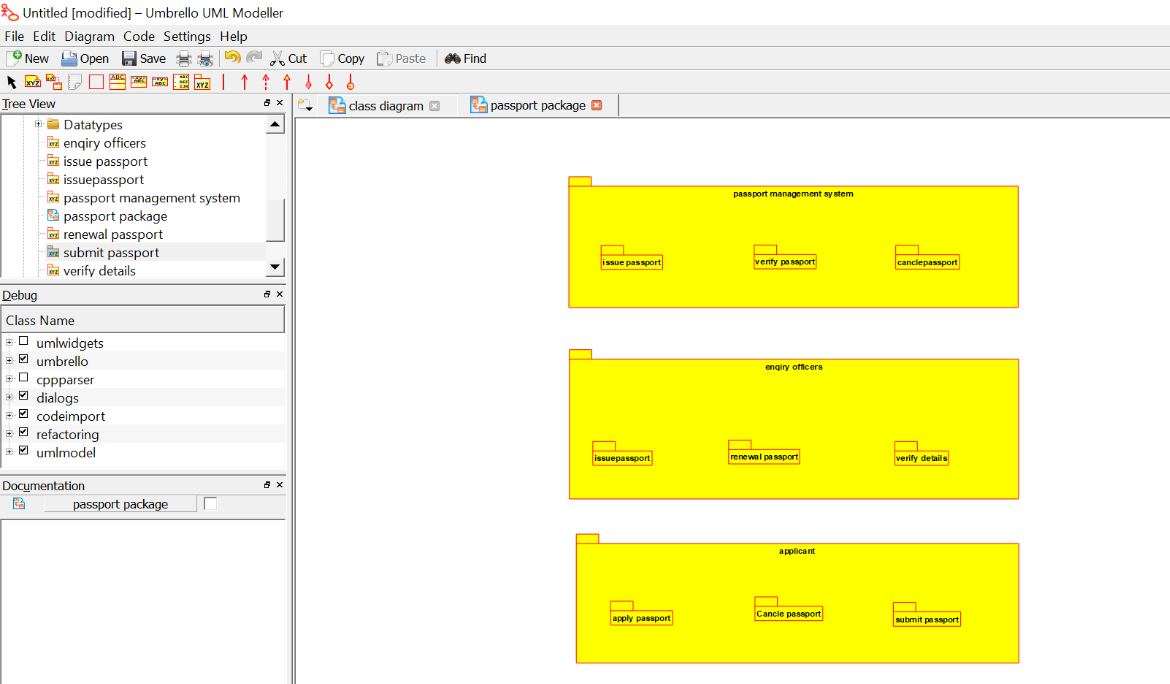 Untitled [modified] – Umbrello UML Modeller
File Edit Diagram Code Settings Help
New Open Save Cut Copy Paste Find
XYZ ABC XYZ
Tree View
class diagram
passport package
Datatypes
enqiry officers
issue passport
issuepassport
passport management system
passport package
renewal passport
submit passport
verify details
Debug
Class Name
umlwidgets
umbrello
cppparser
dialogs
codeimport
refactoring
umlmodel
Documentation
passport package
passport management system
issue passport
verify passport
canclepassport
enqiry officers
issuepassport
renewal passport
verify details
applicant
apply passport
Cancle passport
submit passport